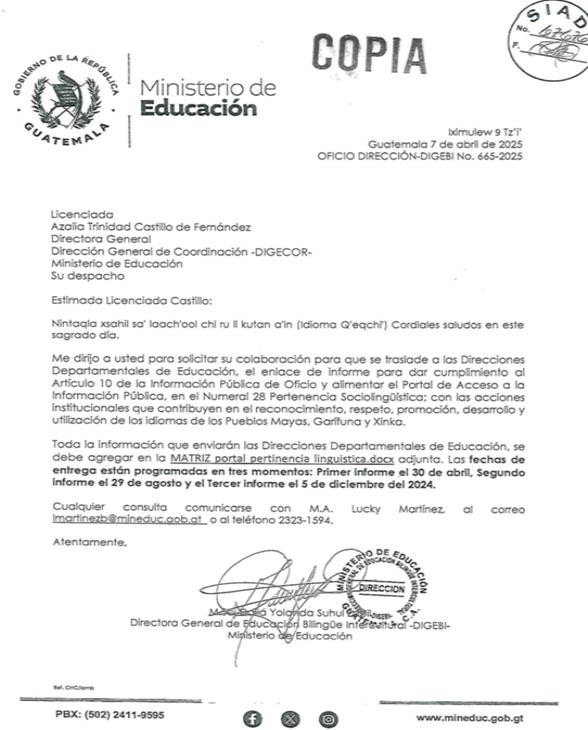 COPIA
SIAD
No.
F.
GOBIERNO DE LA REPÚBLICA
GUATEMALA
Ministerio de
Educación
Iximulew 9 Tz'i'
Guatemala 7 de abril de 2025
OFICIO DIRECCIÓN-DIGEBI No. 665-2025
Licenciada
Azalia Trinidad Castillo de Fernández
Directora General
Dirección General de Coordinación -DIGECOR-
Ministerio de Educación
Su despacho
Estimada Licenciada Castillo:
Nintaqla xsahil sa' laach'ool chi ru li kutan a'in (Idioma Q'eqchi') Cordiales saludos en este
sagrado día.
Me dirijo a usted para solicitar su colaboración para que se traslade a las Direcciones
Departamentales de Educación, el enlace de informe para dar cumplimiento al
Artículo 10 de la Información Pública de Oficio y alimentar el Portal de Acceso a la
Información Pública, en el Numeral 28 Pertenencia Sociolingüística; con las acciones
institucionales que contribuyen en el reconocimiento, respeto, promoción, desarrollo y
utilización de los idiomas de los Pueblos Mayas, Garífuna y Xinka.
Toda la información que enviarán las Direcciones Departamentales de Educación, se
debe agregar en la MATRIZ portal pertinencia linguistica.docx adjunta. Las fechas de
entrega están programadas en tres momentos: Primer informe el 30 de abril, Segundo
informe el 29 de agosto y el Tercer informe el 5 de diciembre del 2024.
Cualquier consulta comunicarse con M.A. Lucky Martínez, al correo
lmartinezb@mineduc.gob.gt o al teléfono 2323-1594.
Atentamente,
MINISTERIO DE EDUCACIÓN
DIRECCIÓN
-DIGEBI-
GUATEMALA, C.A.
Yolanda Suhul
Directora General de Educación Bilingüe Intercultural -DIGEBI-
Ministerio de Educación
Ref. CHC/lamb
PBX: (502) 2411-9595
www.mineduc.gob.gt